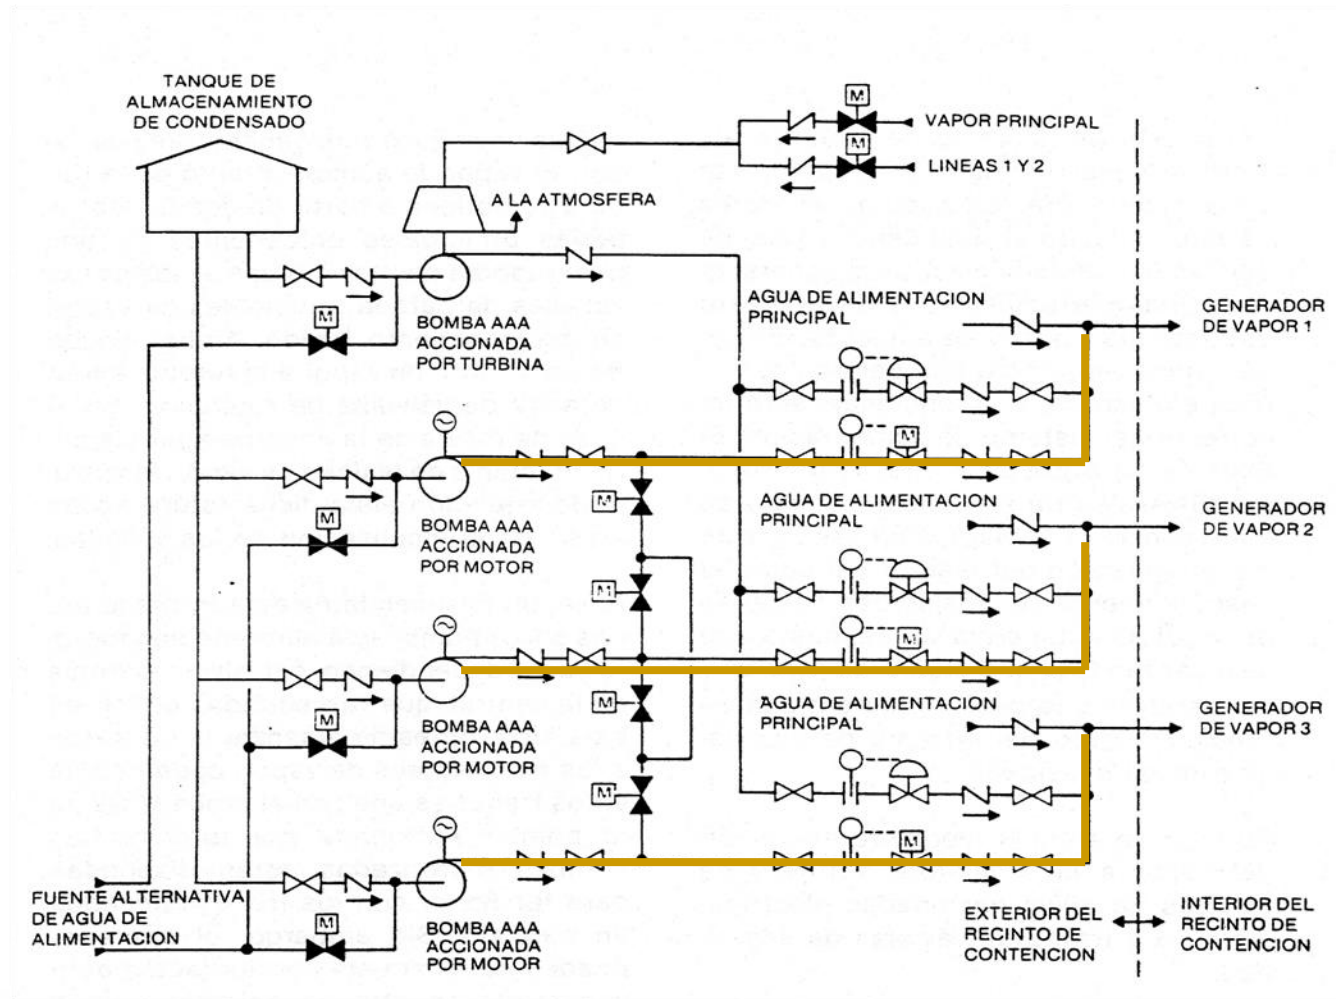 TANQUE DE
ALMACENAMIENTO
DE CONDENSADO
M
VAPOR PRINCIPAL
M
LINEAS 1 Y 2
A LA ATMOSFERA
AGUA DE ALIMENTACION
PRINCIPAL
GENERADOR
DE VAPOR 1
M
BOMBA AAA
ACCIONADA
POR TURBINA
M
M
AGUA DE ALIMENTACION
PRINCIPAL
GENERADOR
DE VAPOR 2
M
BOMBA AAA
ACCIONADA
POR MOTOR
M
M
M
AGUA DE ALIMENTACION
PRINCIPAL
GENERADOR
DE VAPOR 3
M
BOMBA AAA
ACCIONADA
POR MOTOR
M
M
FUENTE ALTERNATIVA
DE AGUA DE
ALIMENTACION
M
BOMBA AAA
ACCIONADA
POR MOTOR
EXTERIOR DEL
RECINTO DE
CONTENCION
INTERIOR DEL
RECINTO DE
CONTENCION